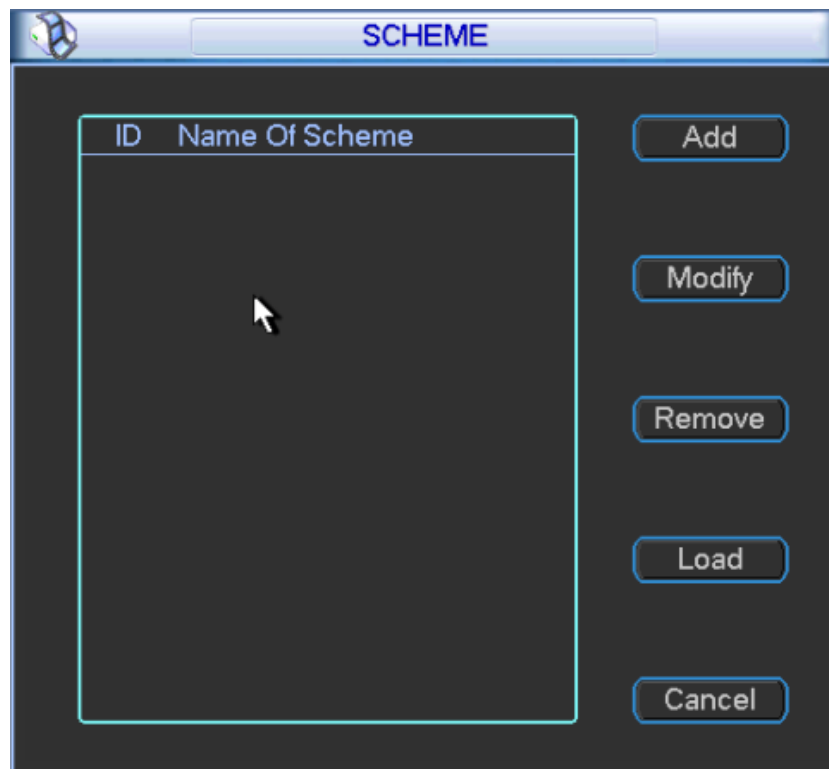 SCHEME
ID Name Of Scheme
Add
Modify
Remove
Load
Cancel